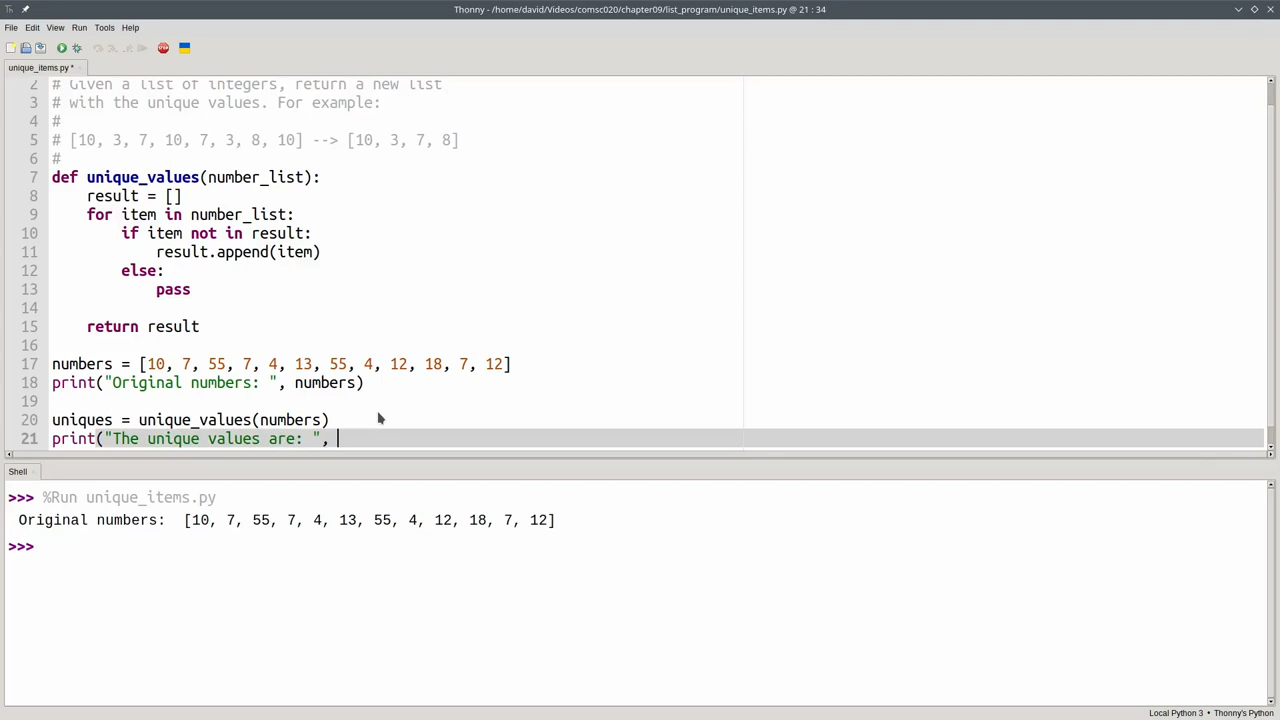 Thonny - /home/david/Videos/comsc020/chapter09/list_program/unique_items.py @ 21 : 34
File Edit View Run Tools Help
unique_items.py *
2 # Given a list of integers, return a new list
3 # with the unique values. For example:
4 #
5 # [10, 3, 7, 10, 7, 3, 8, 10] --> [10, 3, 7, 8]
6 #
7 def unique_values(number_list):
8     result = []
9     for item in number_list:
10         if item not in result:
11             result.append(item)
12         else:
13             pass
14
15     return result
16
17 numbers = [10, 7, 55, 7, 4, 13, 55, 4, 12, 18, 7, 12]
18 print("Original numbers: ", numbers)
19
20 uniques = unique_values(numbers)
21 print("The unique values are: ",
Shell
>>> %Run unique_items.py
Original numbers:  [10, 7, 55, 7, 4, 13, 55, 4, 12, 18, 7, 12]
>>>
Local Python 3 • Thonny's Python